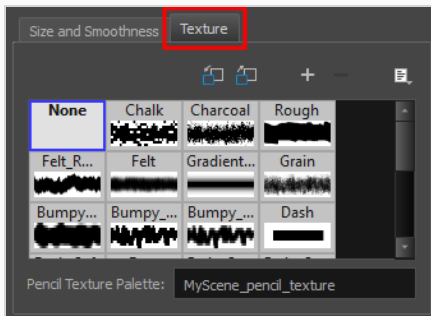 Size and Smoothness Texture
None Chalk Charcoal Rough
Felt_R... Felt Gradient... Grain
Bumpy... Bumpy_... Bumpy_... Dash
Pencil Texture Palette: MyScene_pencil_texture